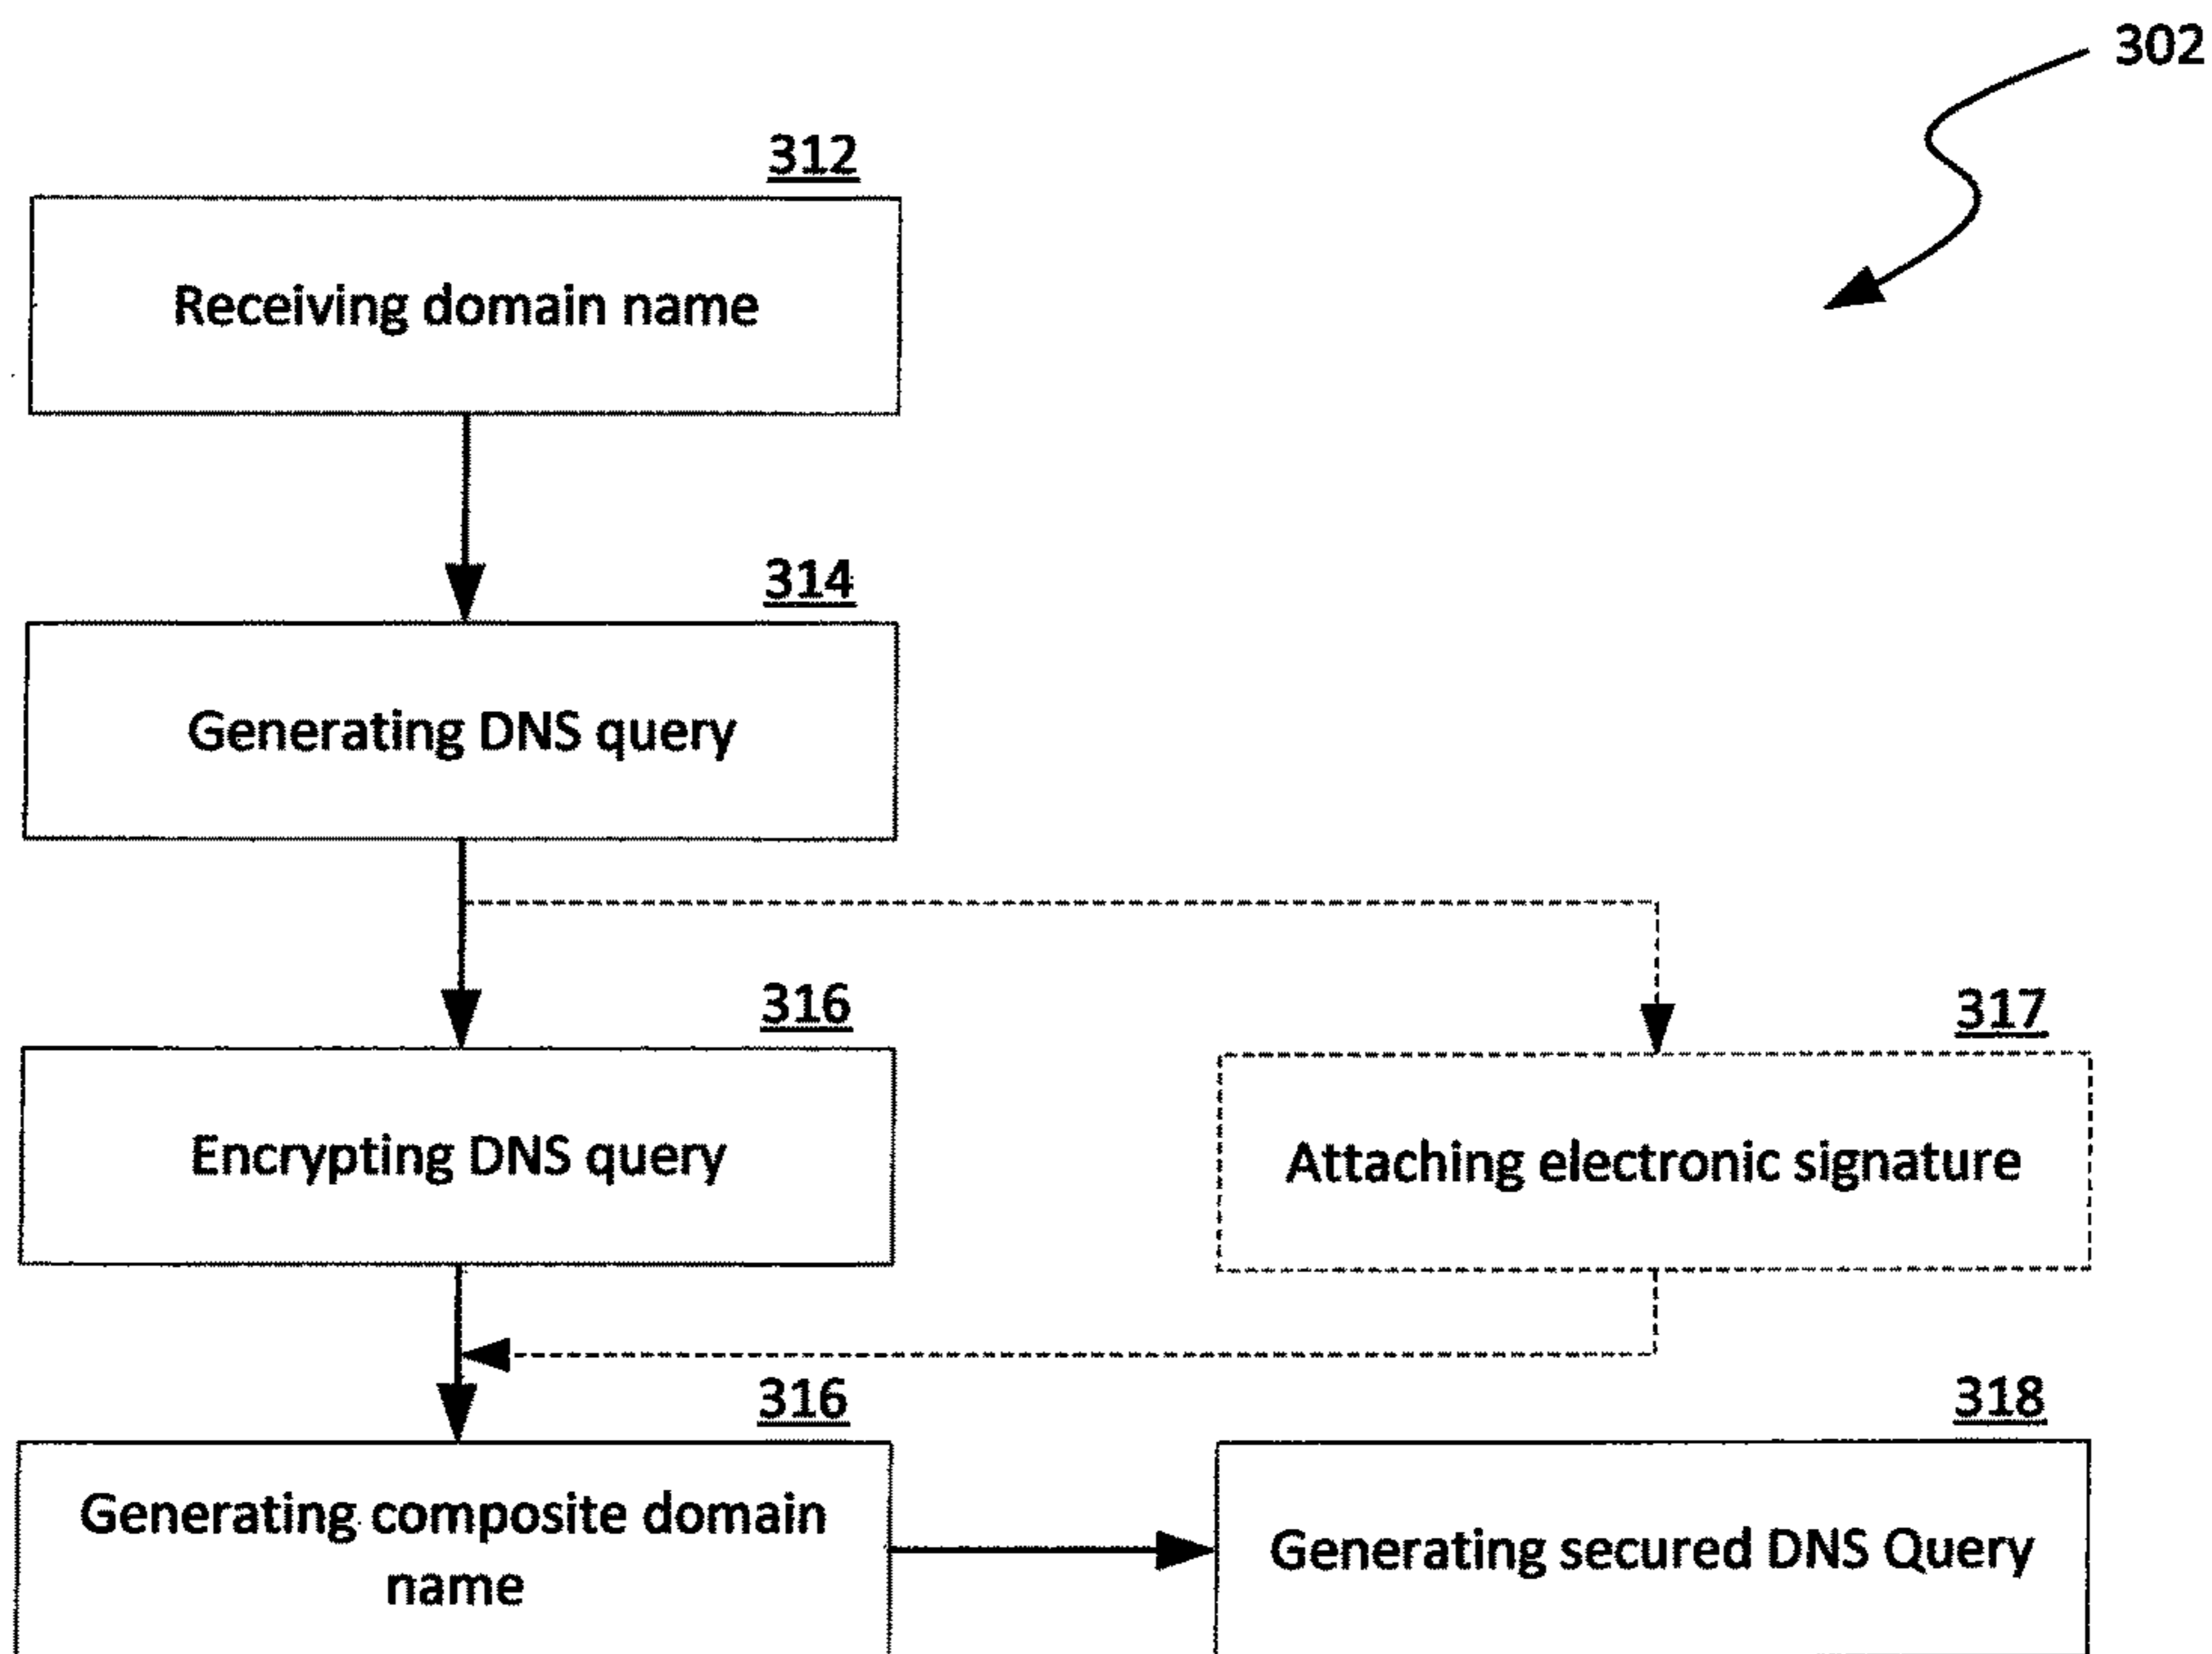 302
312
Receiving domain name
314
Generating DNS query
316
Encrypting DNS query
317
Attaching electronic signature
316
Generating composite domain
name
318
Generating secured DNS Query